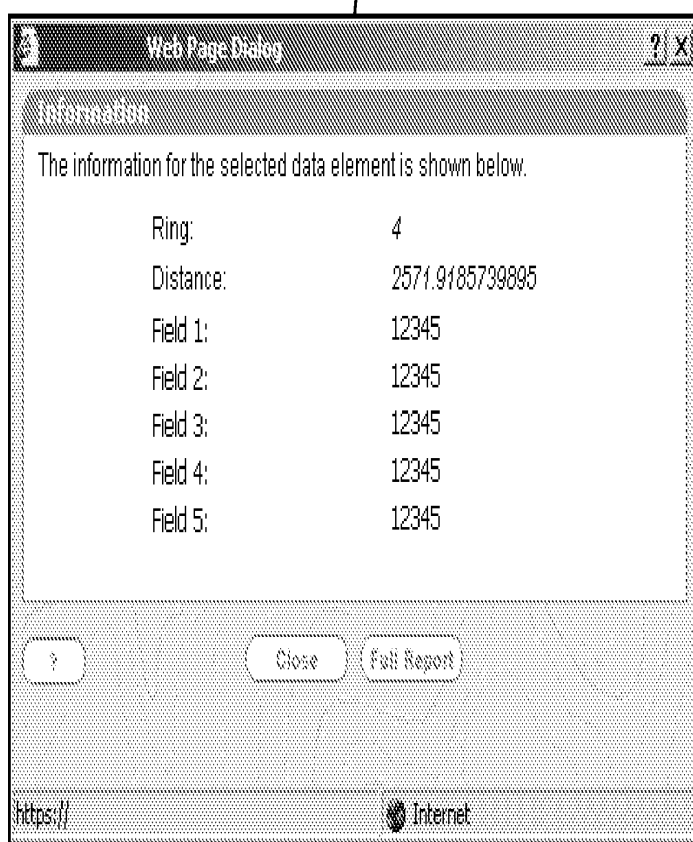 Web Page Dialog ? X
Information
The information for the selected data element is shown below.
Ring: 4
Distance: 2571.9185739895
Field 1: 12345
Field 2: 12345
Field 3: 12345
Field 4: 12345
Field 5: 12345
? Close Full Report
https:// Internet